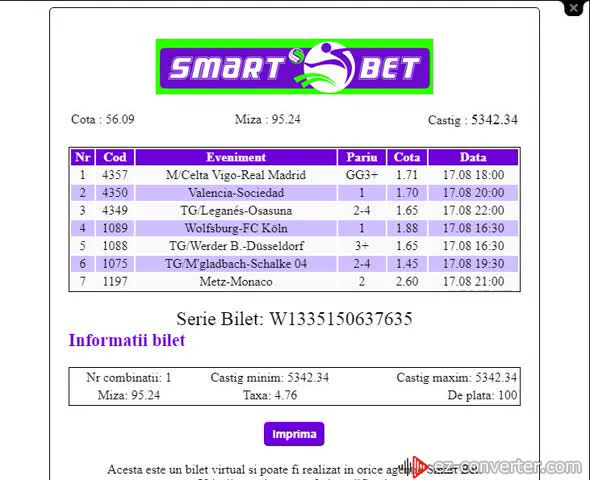 SMART BET
Cota : 56.09 Miza : 95.24 Castig : 5342.34
Nr Cod Eveniment Pariu Cota Data
1 4357 M/Celta Vigo-Real Madrid GG3+ 1.71 17.08 18:00
2 4350 Valencia-Sociedad 1 1.70 17.08 20:00
3 4349 TG/Leganés-Osasuna 2-4 1.65 17.08 22:00
4 1089 Wolfsburg-FC Köln 1 1.88 17.08 16:30
5 1088 TG/Werder B.-Düsseldorf 3+ 1.65 17.08 16:30
6 1075 TG/M'gladbach-Schalke 04 2-4 1.45 17.08 19:30
7 1197 Metz-Monaco 2 2.60 17.08 21:00
Serie Bilet: W1335150637635
Informatii bilet
Nr combinatii: 1 Castig minim: 5342.34 Castig maxim: 5342.34
Miza: 95.24 Taxa: 4.76 De plata: 100
Imprima
Acesta este un bilet virtual si poate fi realizat in orice Smart Bet.
ez-converter.com